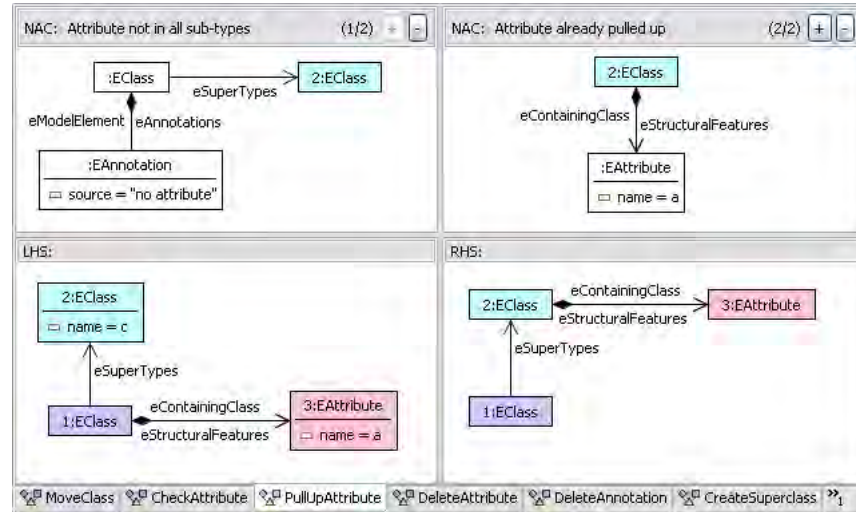 NAC: Attribute not in all sub-types (1/2) + -
:EClass
eSuperTypes
2:EClass
eModelElement eAnnotations
:EAnnotation
source = "no attribute"
NAC: Attribute already pulled up (2/2) + -
2:EClass
eContainingClass
eStructuralFeatures
:EAttribute
name = a
LHS:
2:EClass
name = c
eSuperTypes
1:EClass
eContainingClass
eStructuralFeatures
3:EAttribute
name = a
RHS:
2:EClass
eContainingClass
eStructuralFeatures
3:EAttribute
eSuperTypes
1:EClass
MoveClass CheckAttribute PullUpAttribute DeleteAttribute DeleteAnnotation CreateSuperclass »1